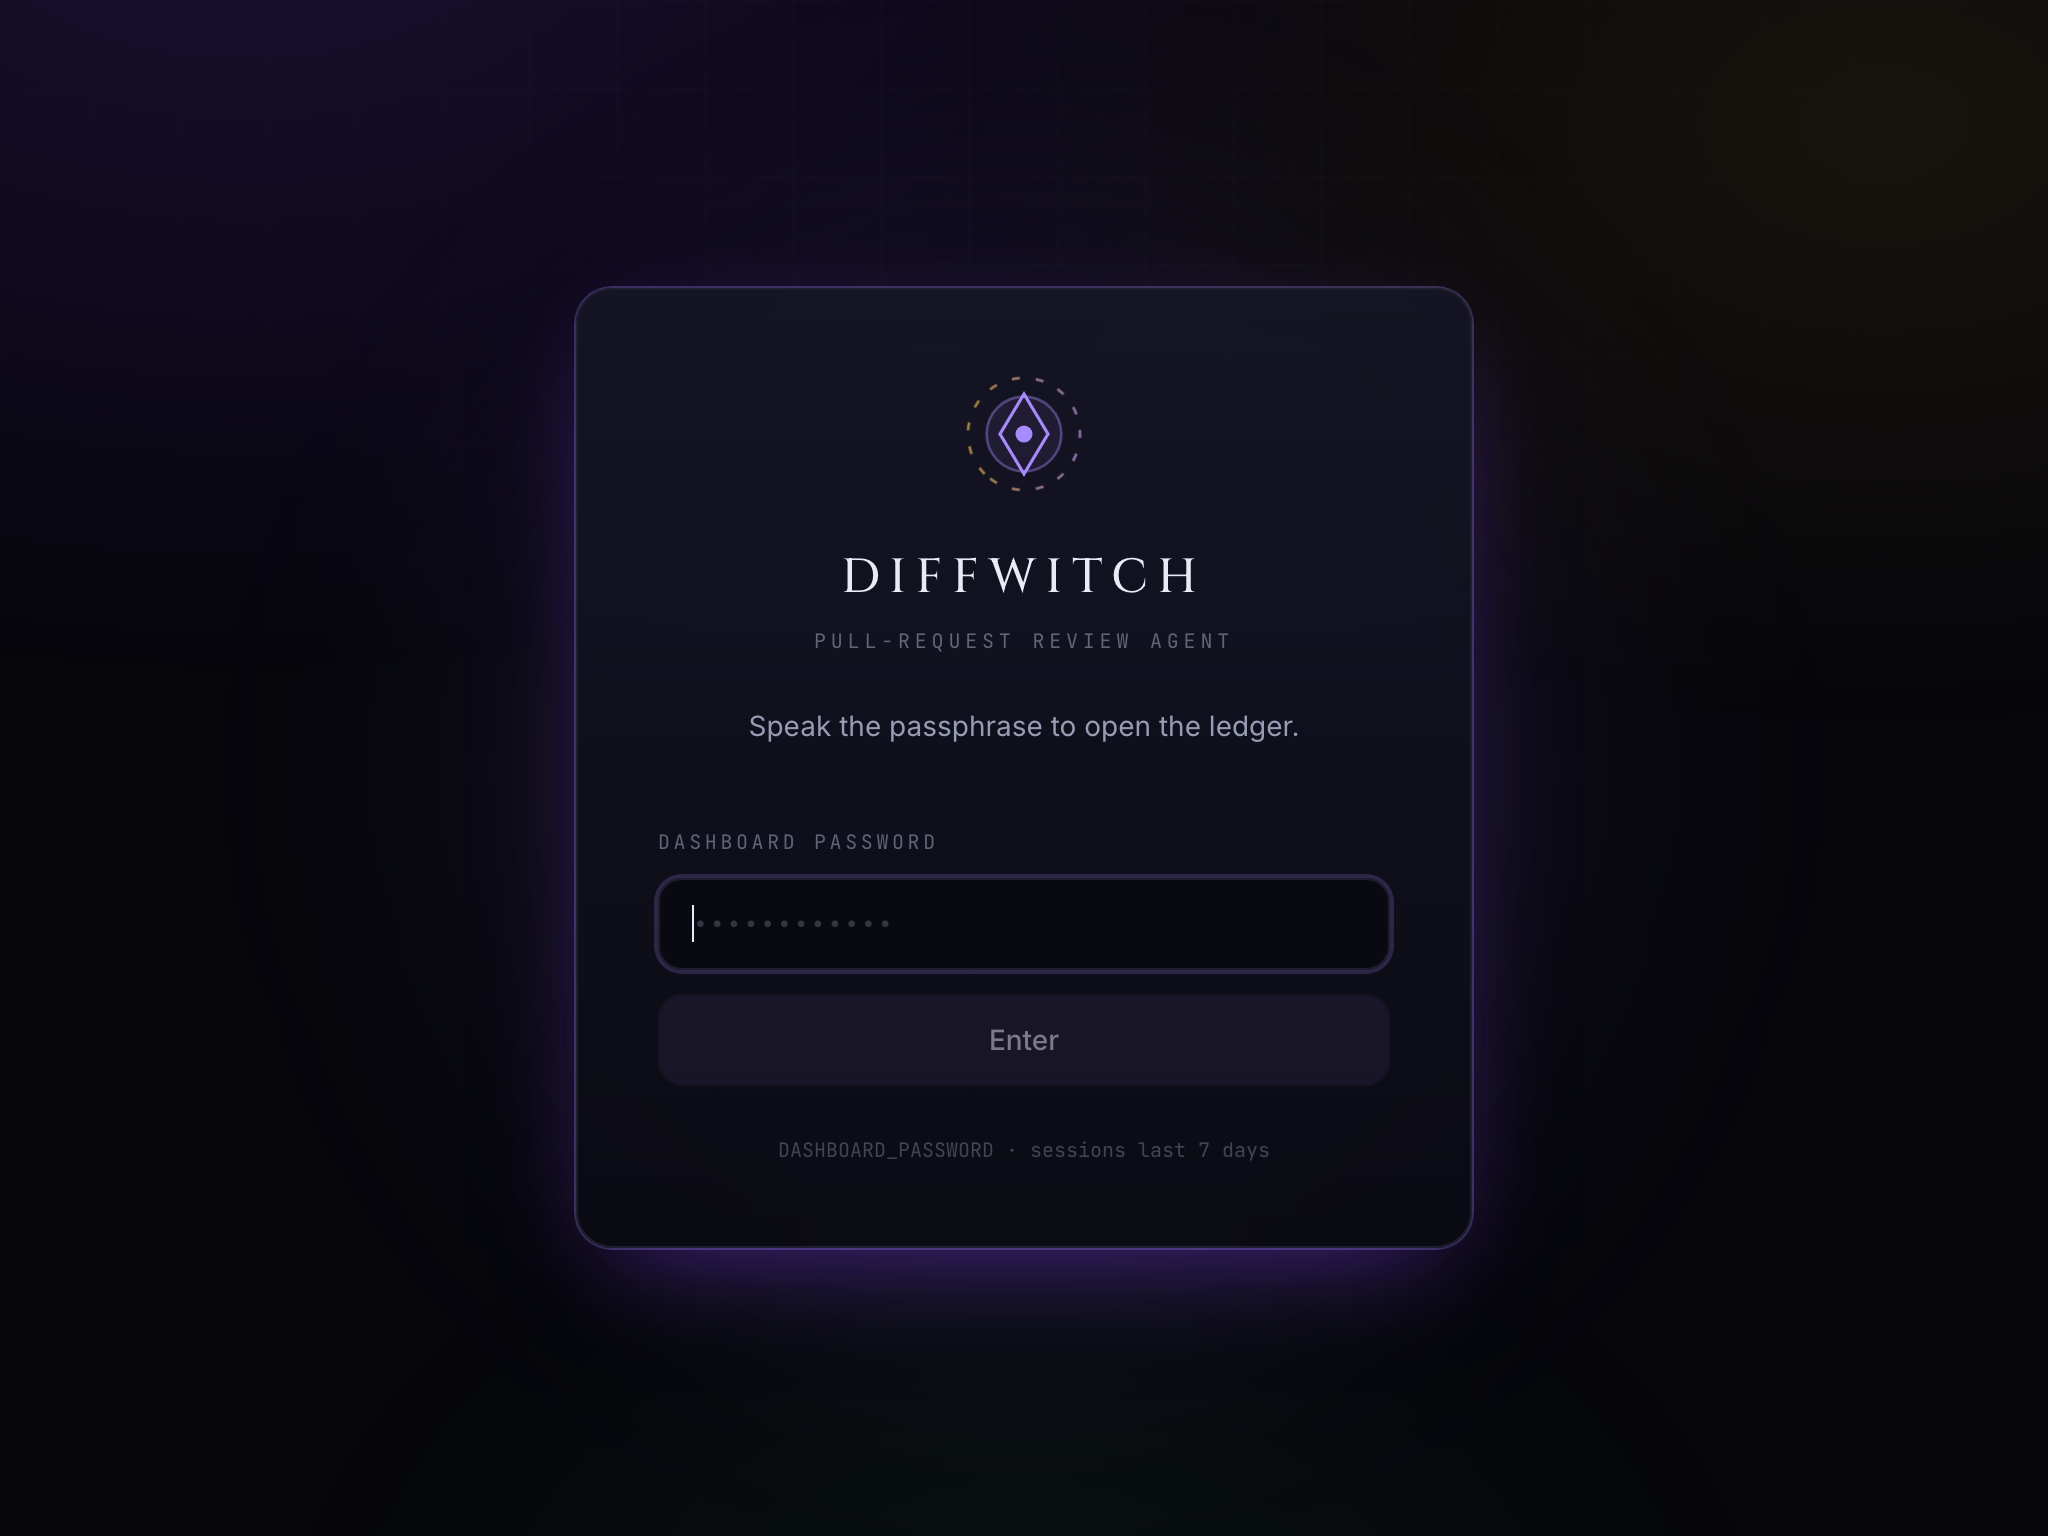 DIFFWITCH
PULL-REQUEST REVIEW AGENT
Speak the passphrase to open the ledger.
DASHBOARD PASSWORD
••••••••••••
Enter
DASHBOARD_PASSWORD · sessions last 7 days